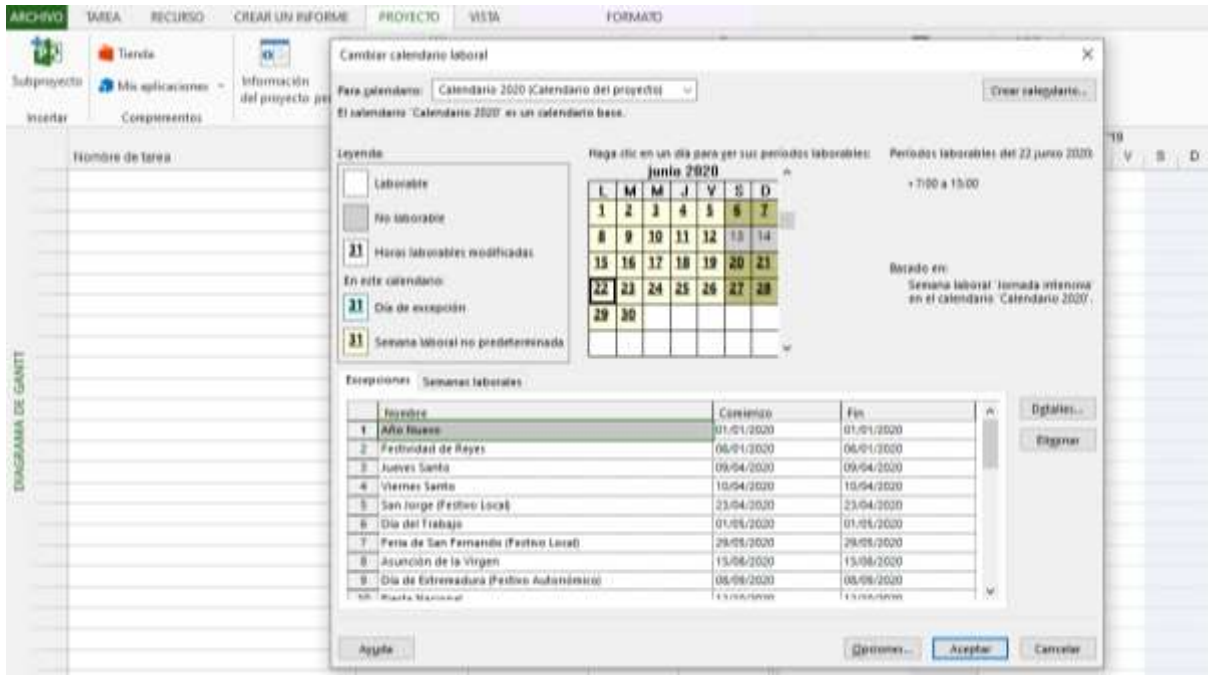 ARCHIVO TAREA RECURSO CREAR UN INFORME PROYECTO VISTA FORMATO
Subproyecto
Tienda
Mis aplicaciones
Información
del proyecto
Insertar
Complementos
Nombre de tarea
DIAGRAMA DE GANTT
'19
V S D
Cambiar calendario laboral
Para calendario: Calendario 2020 (Calendario del proyecto)
Crear calendario...
El calendario 'Calendario 2020' es un calendario base.
Leyenda:
Laborable
No laborable
31 Horas laborables modificadas
En este calendario:
31 Día de excepción
31 Semana laboral no predeterminada
Haga clic en un día para ver sus períodos laborables:
junio 2020
L M M J V S D
1 2 3 4 5 6 7
8 9 10 11 12 13 14
15 16 17 18 19 20 21
22 23 24 25 26 27 28
29 30
Períodos laborables del 22 junio 2020:
• 7:00 a 15:00
Basado en:
Semana laboral 'Jornada intensiva'
en el calendario 'Calendario 2020'.
Excepciones Semanas laborales
Nombre Comienzo Fin
1 Año Nuevo 01/01/2020 01/01/2020
2 Festividad de Reyes 06/01/2020 06/01/2020
3 Jueves Santo 09/04/2020 09/04/2020
4 Viernes Santo 10/04/2020 10/04/2020
5 San Jorge (Festivo Local) 23/04/2020 23/04/2020
6 Día del Trabajo 01/05/2020 01/05/2020
7 Feria de San Fernando (Festivo Local) 29/05/2020 29/05/2020
8 Asunción de la Virgen 15/08/2020 15/08/2020
9 Día de Extremadura (Festivo Autonómico) 08/09/2020 08/09/2020
10 Fiesta Nacional 12/10/2020 12/10/2020
Detalles...
Eliminar
Ayuda
Opciones...
Aceptar
Cancelar